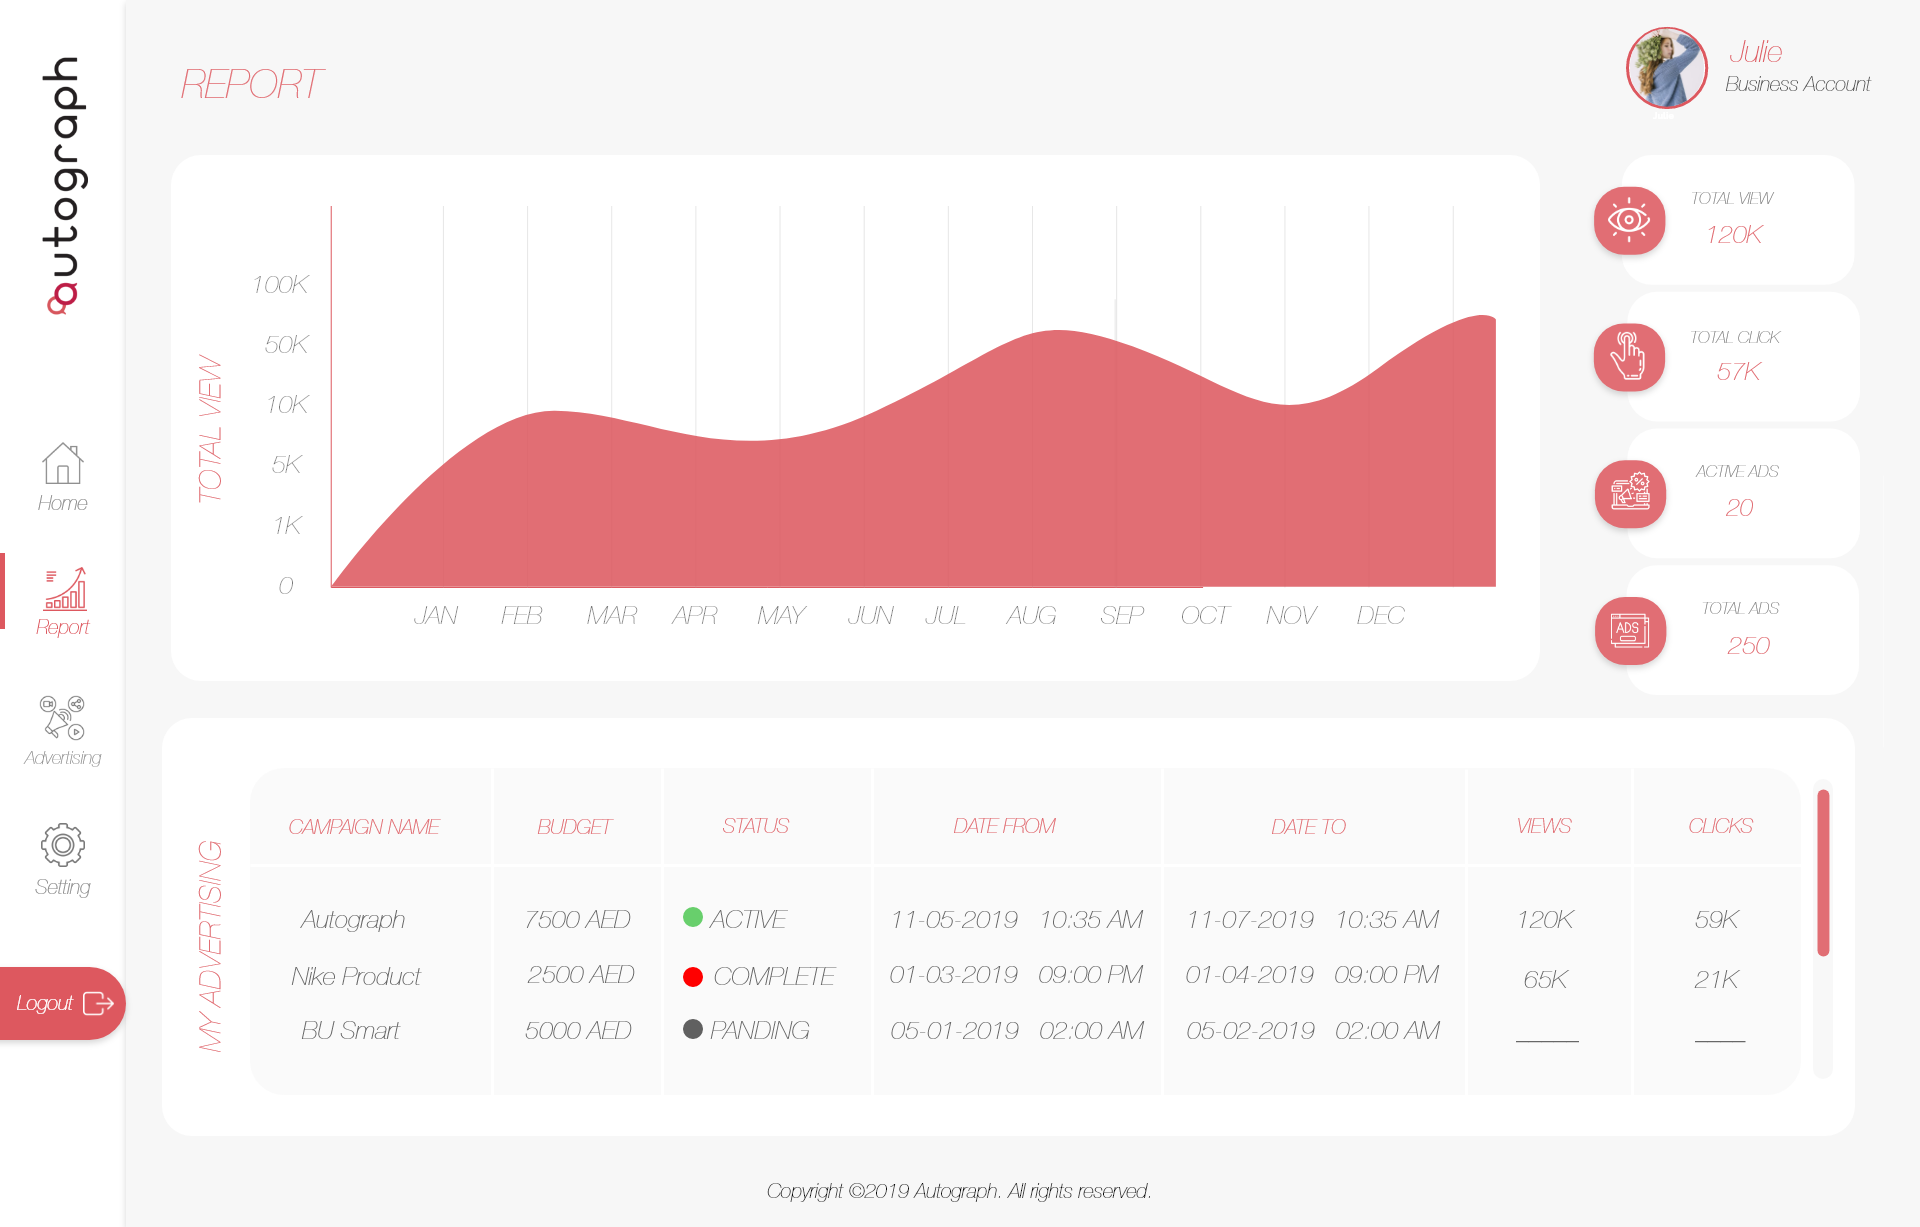 autograph
REPORT
Julie
Business Account
Home
Report
Advertising
Setting
Logout
TOTAL VIEW
100K
50K
10K
5K
1K
0
JAN FEB MAR APR MAY JUN JUL AUG SEP OCT NOV DEC
TOTAL VIEW
120K
TOTAL CLICK
57K
ACTIVE ADS
20
ADS
TOTAL ADS
250
MY ADVERTISING
CAMPAIGN NAME BUDGET STATUS DATE FROM DATE TO VIEWS CLICKS
Autograph 7500 AED ACTIVE 11-05-2019 10:35 AM 11-07-2019 10:35 AM 120K 59K
Nike Product 2500 AED COMPLETE 01-03-2019 09:00 PM 01-04-2019 09:00 PM 65K 21K
BU Smart 5000 AED PANDING 05-01-2019 02:00 AM 05-02-2019 02:00 AM
Copyright ©2019 Autograph. All rights reserved.